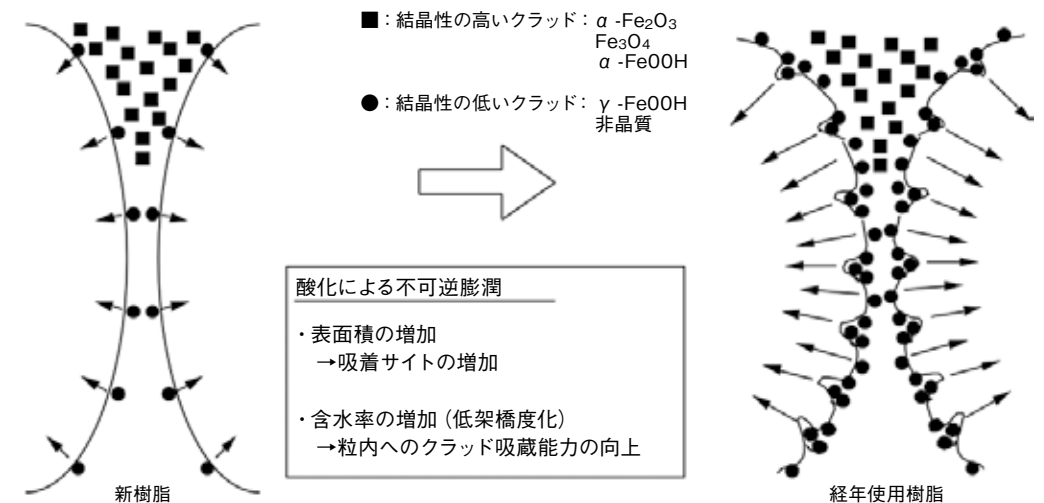 ■:結晶性の高いクラッド:α-Fe₂O₃
Fe₃O₄
α-FeOOH
●:結晶性の低いクラッド:γ-FeOOH
非晶質
酸化による不可逆膨潤
・表面積の増加
→吸着サイトの増加
・含水率の増加(低架橋度化)
→粒内へのクラッド吸蔵能力の向上
新樹脂
経年使用樹脂